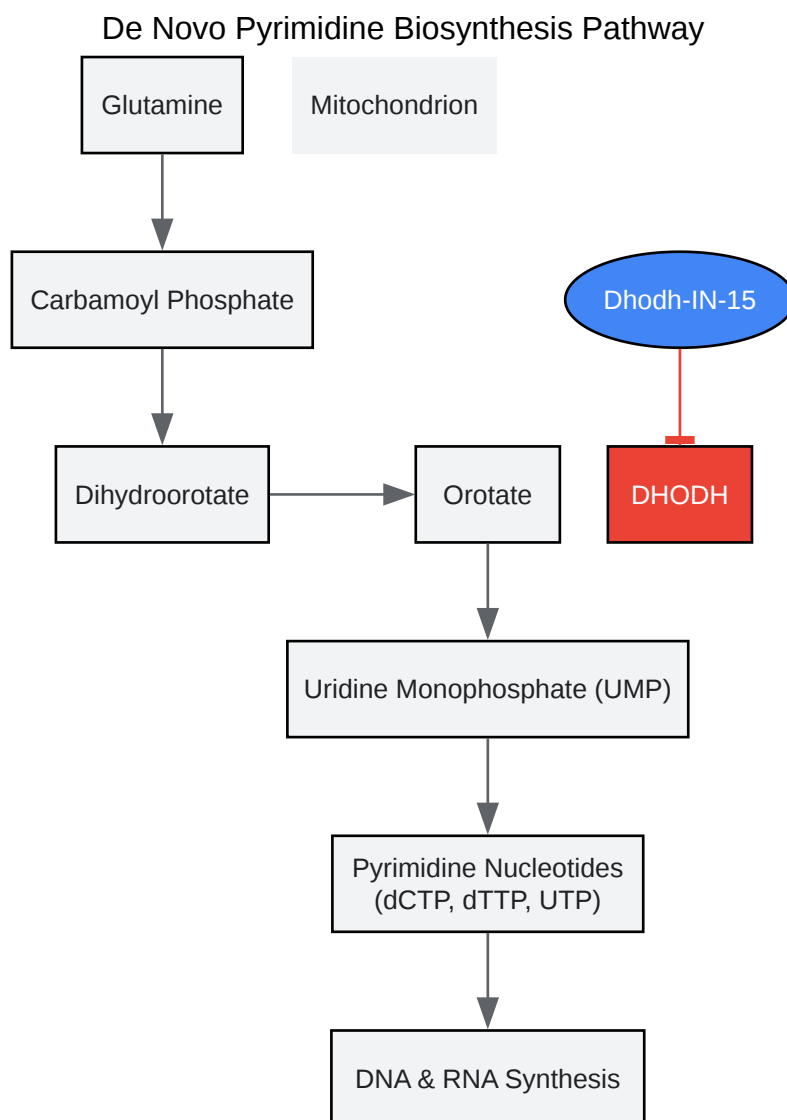 De Novo Pyrimidine Biosynthesis Pathway
Glutamine
Mitochondrion
Carbamoyl Phosphate
Dhodh-IN-15
Dihydroorotate
Orotate
DHODH
Uridine Monophosphate (UMP)
Pyrimidine Nucleotides
(dCTP, dTTP, UTP)
DNA & RNA Synthesis